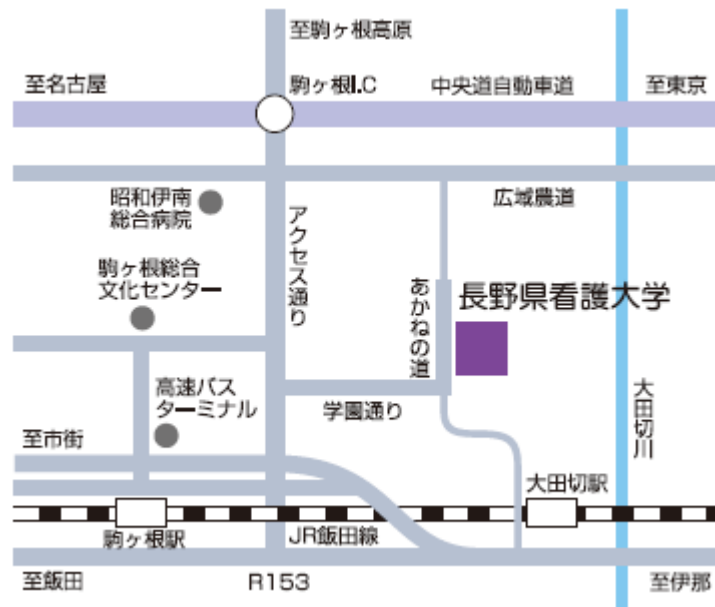 至駒ヶ根高原
至名古屋
駒ヶ根I.C
中央道自動車道
至東京
昭和伊南
総合病院
広域農道
アクセス通り
駒ヶ根総合
文化センター
あかねの道
長野県看護大学
高速バス
ターミナル
学園通り
大田切川
至市街
大田切駅
駒ヶ根駅
JR飯田線
至飯田
R153
至伊那